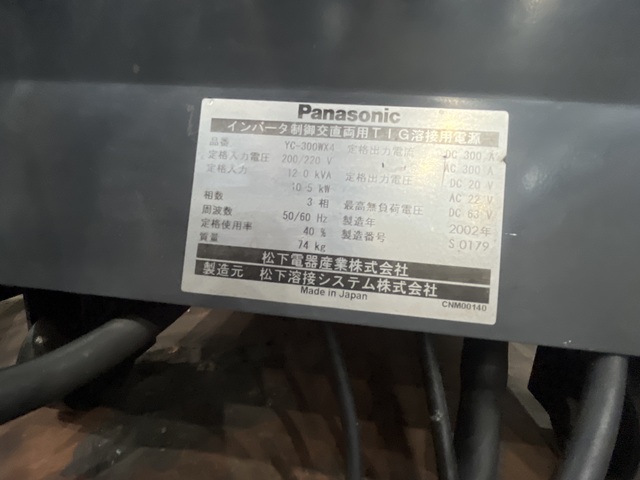 Panasonic
インバータ制御交直両用TIG溶接用電源
品番 YC-300WX4 定格出力電流 DC 300 A
定格入力電圧 200/220 V AC 300 A
定格入力 12.0 kVA 定格出力電圧 DC 20 V
10.5 kW AC 22 V
相数 3 相 最高無負荷電圧 DC 63 V
周波数 50/60 Hz 製造年 2002年
定格使用率 40 % 製造番号 S 0179
質量 74 kg
松下電器産業株式会社
製造元 松下溶接システム株式会社
Made in Japan CNM00140